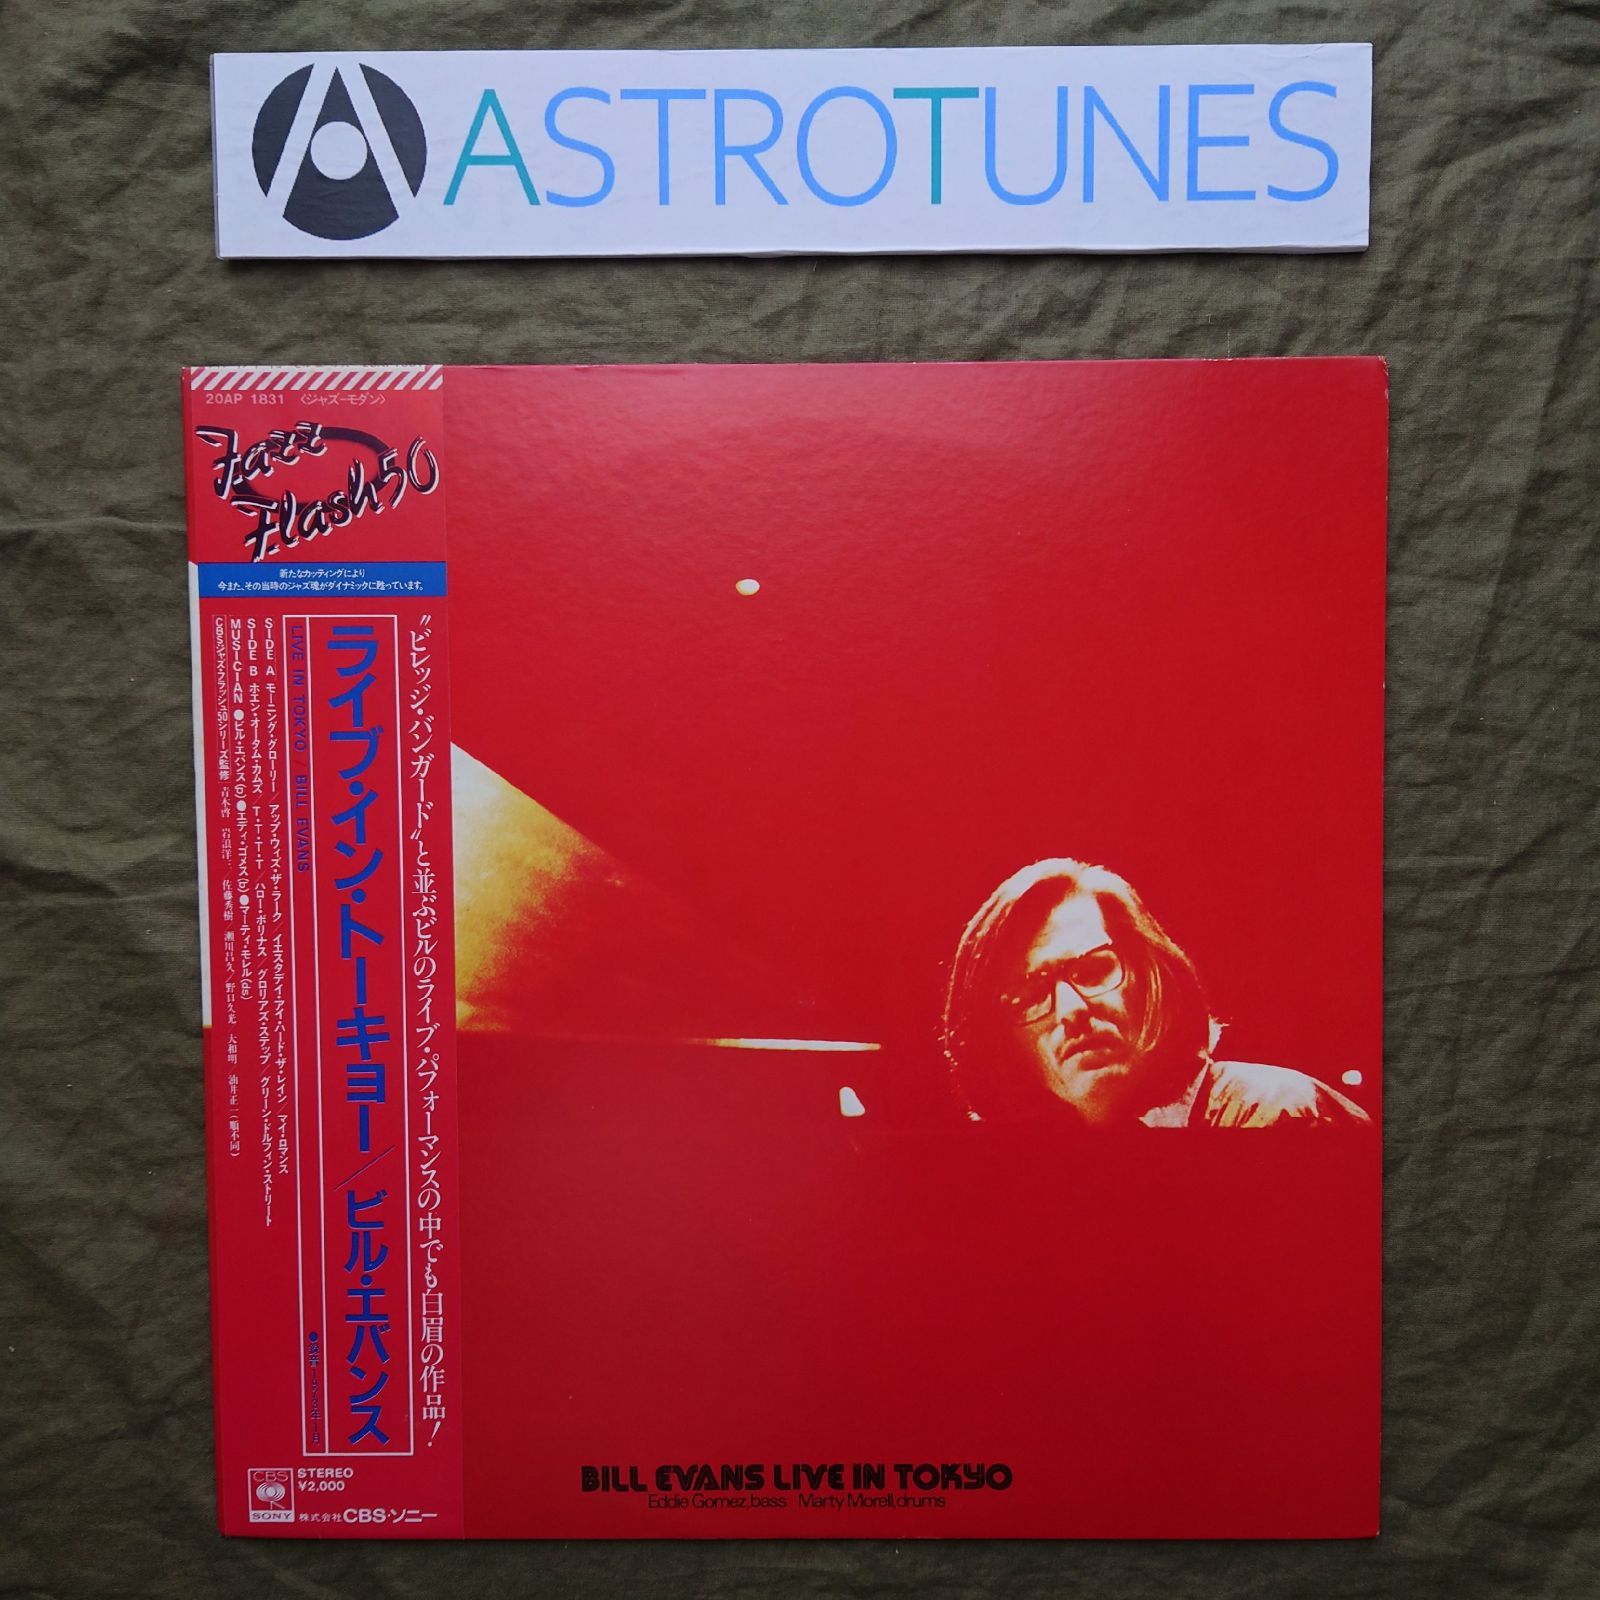 ASTROTUNES
20AP 1831 〈ジャズ−モダン〉
Jazz
Flash 50
新たなカッティングにより
今また、その当時のジャズ魂がダイナミックに甦っています。
"ビレッジ・バンガード"と並ぶビルのライブ・パフォーマンスの中でも白眉の作品!
ライブ・イン・トーキョー/ビル・エバンス
LIVE IN TOKYO / BILL EVANS
●録音1973年1月
SIDE A モーニング・グローリー/アップ・ウィズ・ザ・ラーク/イエスタデイ・アイ・ハード・ザ・レイン/マイ・ロマンス
SIDE B ホエン・オータム・カムズ/T・T・T・T/ハロー・ボリナス/グロリアズ・ステップ/グリーン・ドルフィン・ストリート
MUSICIAN ●ビル・エバンス(p)●エディ・ゴメス(b)●マーティ・モレル(ds)
CBSジャズ・フラッシュ50シリーズ監修 青木啓/岩浪洋三/佐藤秀樹/瀬川昌久/野口久光/大和明/油井正一(順不同)
CBS
SONY
STEREO
¥2,000
株式会社CBS・ソニー
BILL EVANS LIVE IN TOKYO
Eddie Gomez, bass Marty Morell, drums